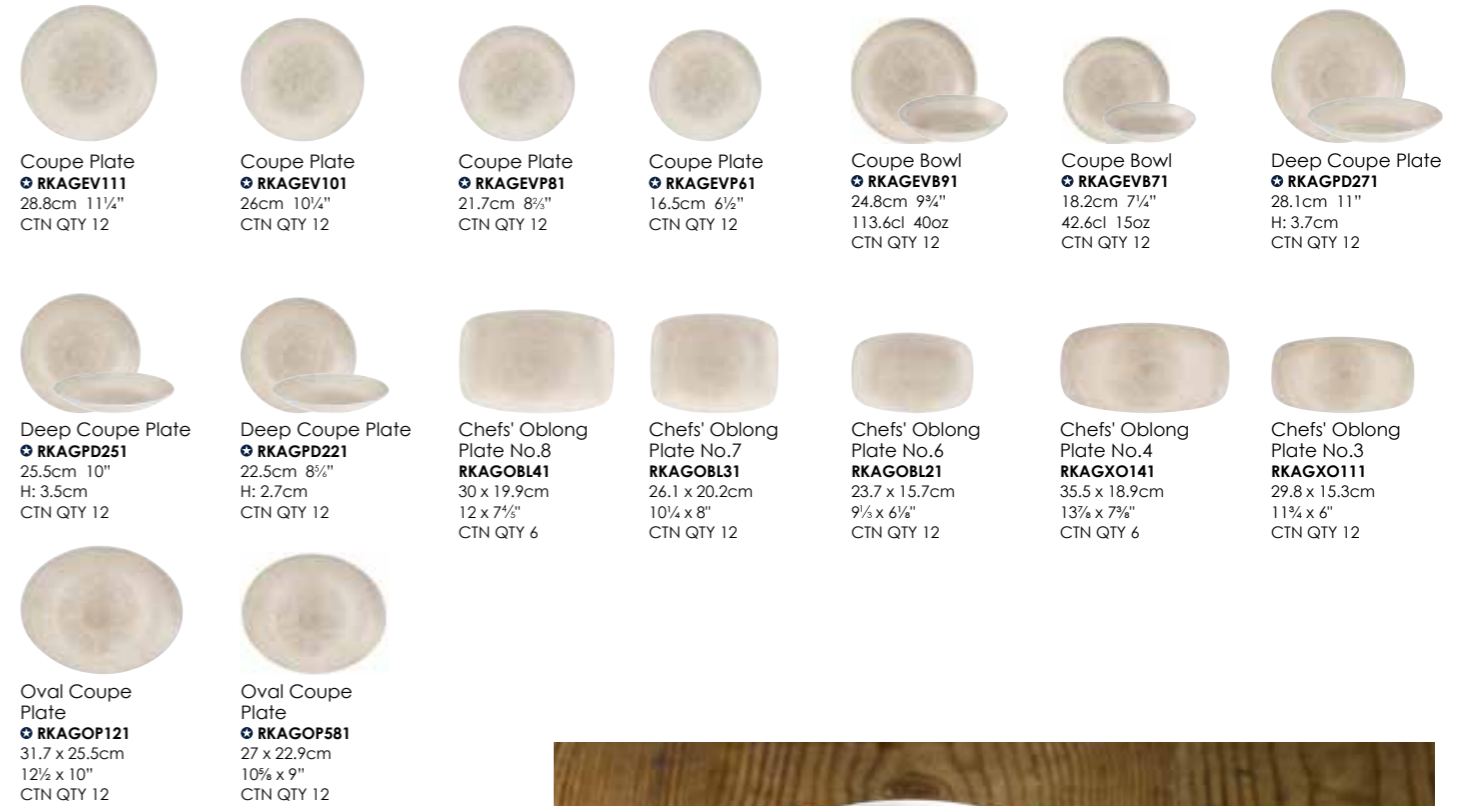 Coupe Plate
✪ RKAGEV111
28.8cm 11¼”
CTN QTY 12
Coupe Plate
✪ RKAGEV101
26cm 10¼”
CTN QTY 12
Coupe Plate
✪ RKAGEVP81
21.7cm 8⅔”
CTN QTY 12
Coupe Plate
✪ RKAGEVP61
16.5cm 6½”
CTN QTY 12
Coupe Bowl
✪ RKAGEVB91
24.8cm 9¾”
113.6cl 40oz
CTN QTY 12
Coupe Bowl
✪ RKAGEVB71
18.2cm 7¼”
42.6cl 15oz
CTN QTY 12
Deep Coupe Plate
✪ RKAGPD271
28.1cm 11”
H: 3.7cm
CTN QTY 12
Deep Coupe Plate
✪ RKAGPD251
25.5cm 10”
H: 3.5cm
CTN QTY 12
Deep Coupe Plate
✪ RKAGPD221
22.5cm 8⅚”
H: 2.7cm
CTN QTY 12
Chefs' Oblong
Plate No.8
RKAGOBL41
30 x 19.9cm
12 x 7⅘"
CTN QTY 6
Chefs' Oblong
Plate No.7
RKAGOBL31
26.1 x 20.2cm
10¼ x 8"
CTN QTY 12
Chefs' Oblong
Plate No.6
RKAGOBL21
23.7 x 15.7cm
9⅓ x 6⅛"
CTN QTY 12
Chefs' Oblong
Plate No.4
RKAGXO141
35.5 x 18.9cm
13⅞ x 7⅜"
CTN QTY 6
Chefs' Oblong
Plate No.3
RKAGXO111
29.8 x 15.3cm
11¾ x 6"
CTN QTY 12
Oval Coupe
Plate
✪ RKAGOP121
31.7 x 25.5cm
12½ x 10”
CTN QTY 12
Oval Coupe
Plate
✪ RKAGOP581
27 x 22.9cm
10⅝ x 9”
CTN QTY 12